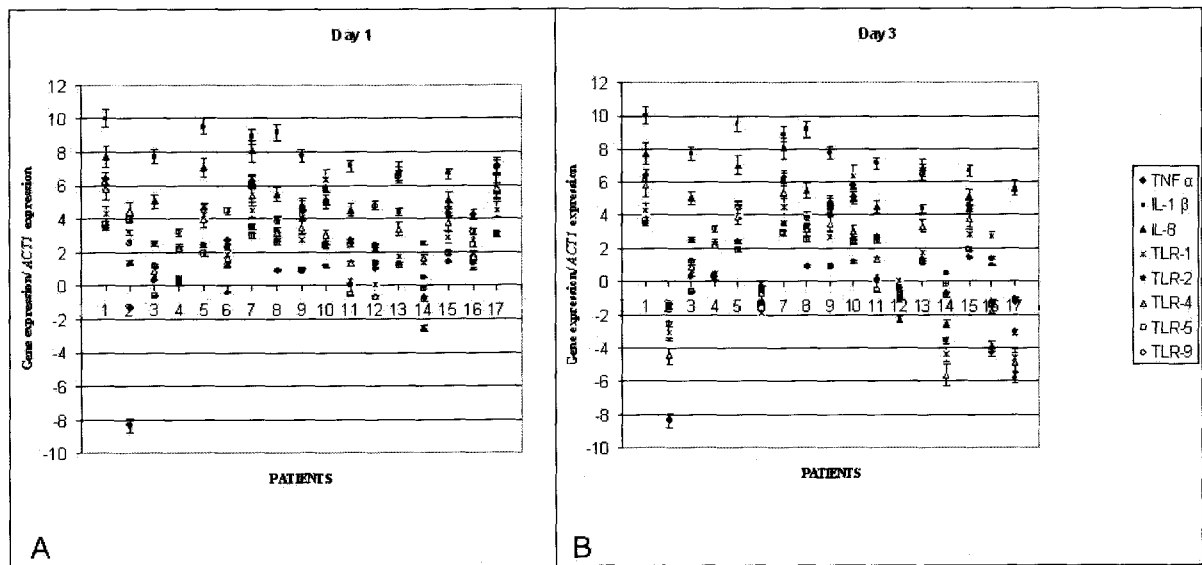 Day 1
Gene expression/ACT1 expression
12
10
8
6
4
2
0
-2
-4
-6
-8
-10
1 2 3 4 5 6 7 8 9 10 11 12 13 14 15 16 17
PATIENTS
A
Day 3
Gene expression/ACT1 expression
12
10
8
6
4
2
0
-2
-4
-6
-8
-10
1 2 3 4 5 6 7 8 9 10 11 12 13 14 15 16 17
PATIENTS
B
TNF α
IL-1 β
IL-8
TLR-1
TLR-2
TLR-4
TLR-5
TLR-9